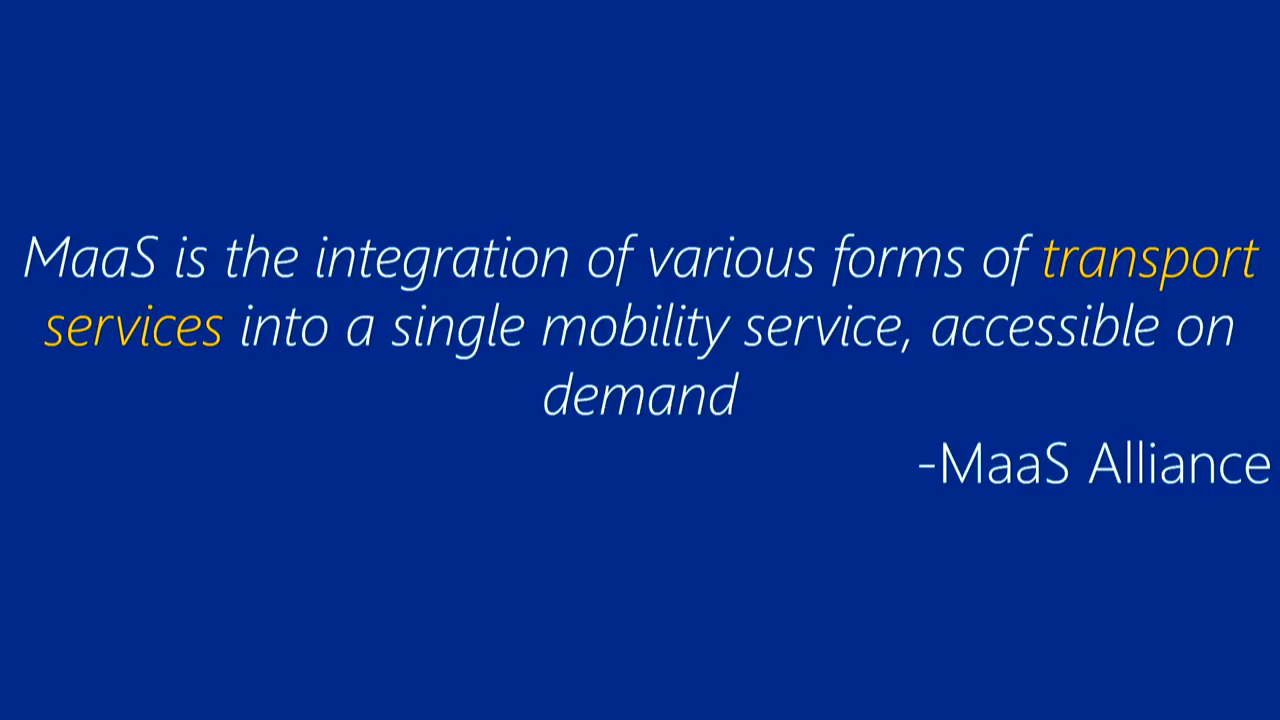 MaaS is the integration of various forms of transport
services into a single mobility service, accessible on
demand
-MaaS Alliance